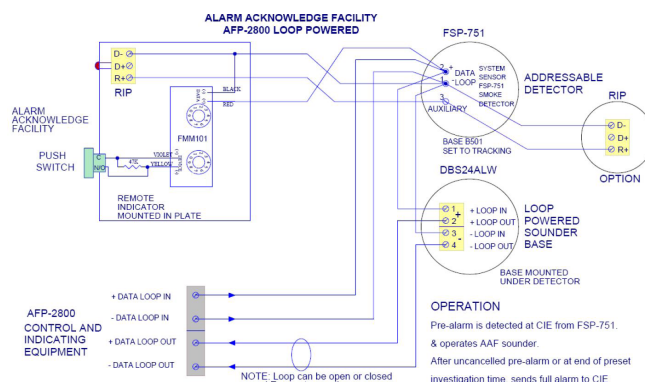 ALARM ACKNOWLEDGE FACILITY
AFP-2800 LOOP POWERED
FSP-751
D-
D+
R+
RIP
BLACK
RED
DATA
FMM101
ALARM
ACKNOWLEDGE
FACILITY
PUSH
SWITCH
C
N/O
47K
VIOLET
YELLOW
REMOTE
INDICATOR
MOUNTED IN PLATE
2 +
DATA
1 -
LOOP
3
AUXILIARY
SYSTEM
SENSOR
FSP-751
SMOKE
DETECTOR
BASE B501
SET TO TRACKING
ADDRESSABLE
DETECTOR
RIP
D-
D+
R+
OPTION
DBS24ALW
1
2
3
4
+
-
+ LOOP IN
+ LOOP OUT
- LOOP IN
- LOOP OUT
LOOP
POWERED
SOUNDER
BASE
BASE MOUNTED
UNDER DETECTOR
AFP-2800
CONTROL AND
INDICATING
EQUIPMENT
+ DATA LOOP IN
- DATA LOOP IN
+ DATA LOOP OUT
- DATA LOOP OUT
NOTE: Loop can be open or closed
OPERATION
Pre-alarm is detected at CIE from FSP-751.
& operates AAF sounder.
After uncancelled pre-alarm or at end of preset
investigation time, sends full alarm to CIE